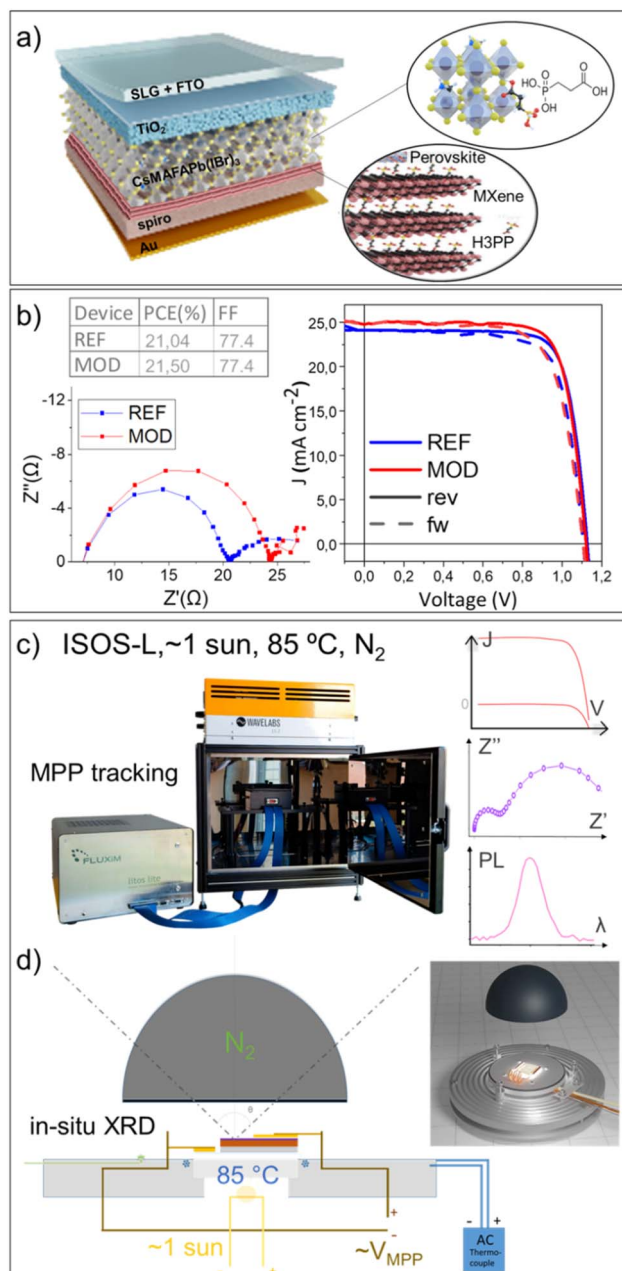 a)
SLG + FTO
TiO2
CsMAFAPb(IBr)3
spiro
Au
O
HO
P
OH
O
OH
Perovskite
MXene
H3PP
b)
Device PCE(%) FF
REF 21,04 77.4
MOD 21,50 77.4
-12
-8
-4
0
Z''(Ω)
REF
MOD
10 15 20 25
Z'(Ω)
25,0
20,0
15,0
10,0
5,0
0,0
J (mA cm-2)
REF
MOD
rev
fw
0,0 0,2 0,4 0,6 0,8 1,0 1,2
Voltage (V)
c) ISOS-L,~1 sun, 85 ºC, N2
MPP tracking
WAVELABS
FLUXiM
litos lite
J
0
V
Z''
Z'
PL
λ
d)
N2
θ
in-situ XRD
85 °C
~1 sun
- +
+
-
~VMPP
- +
AC
Thermo-
couple